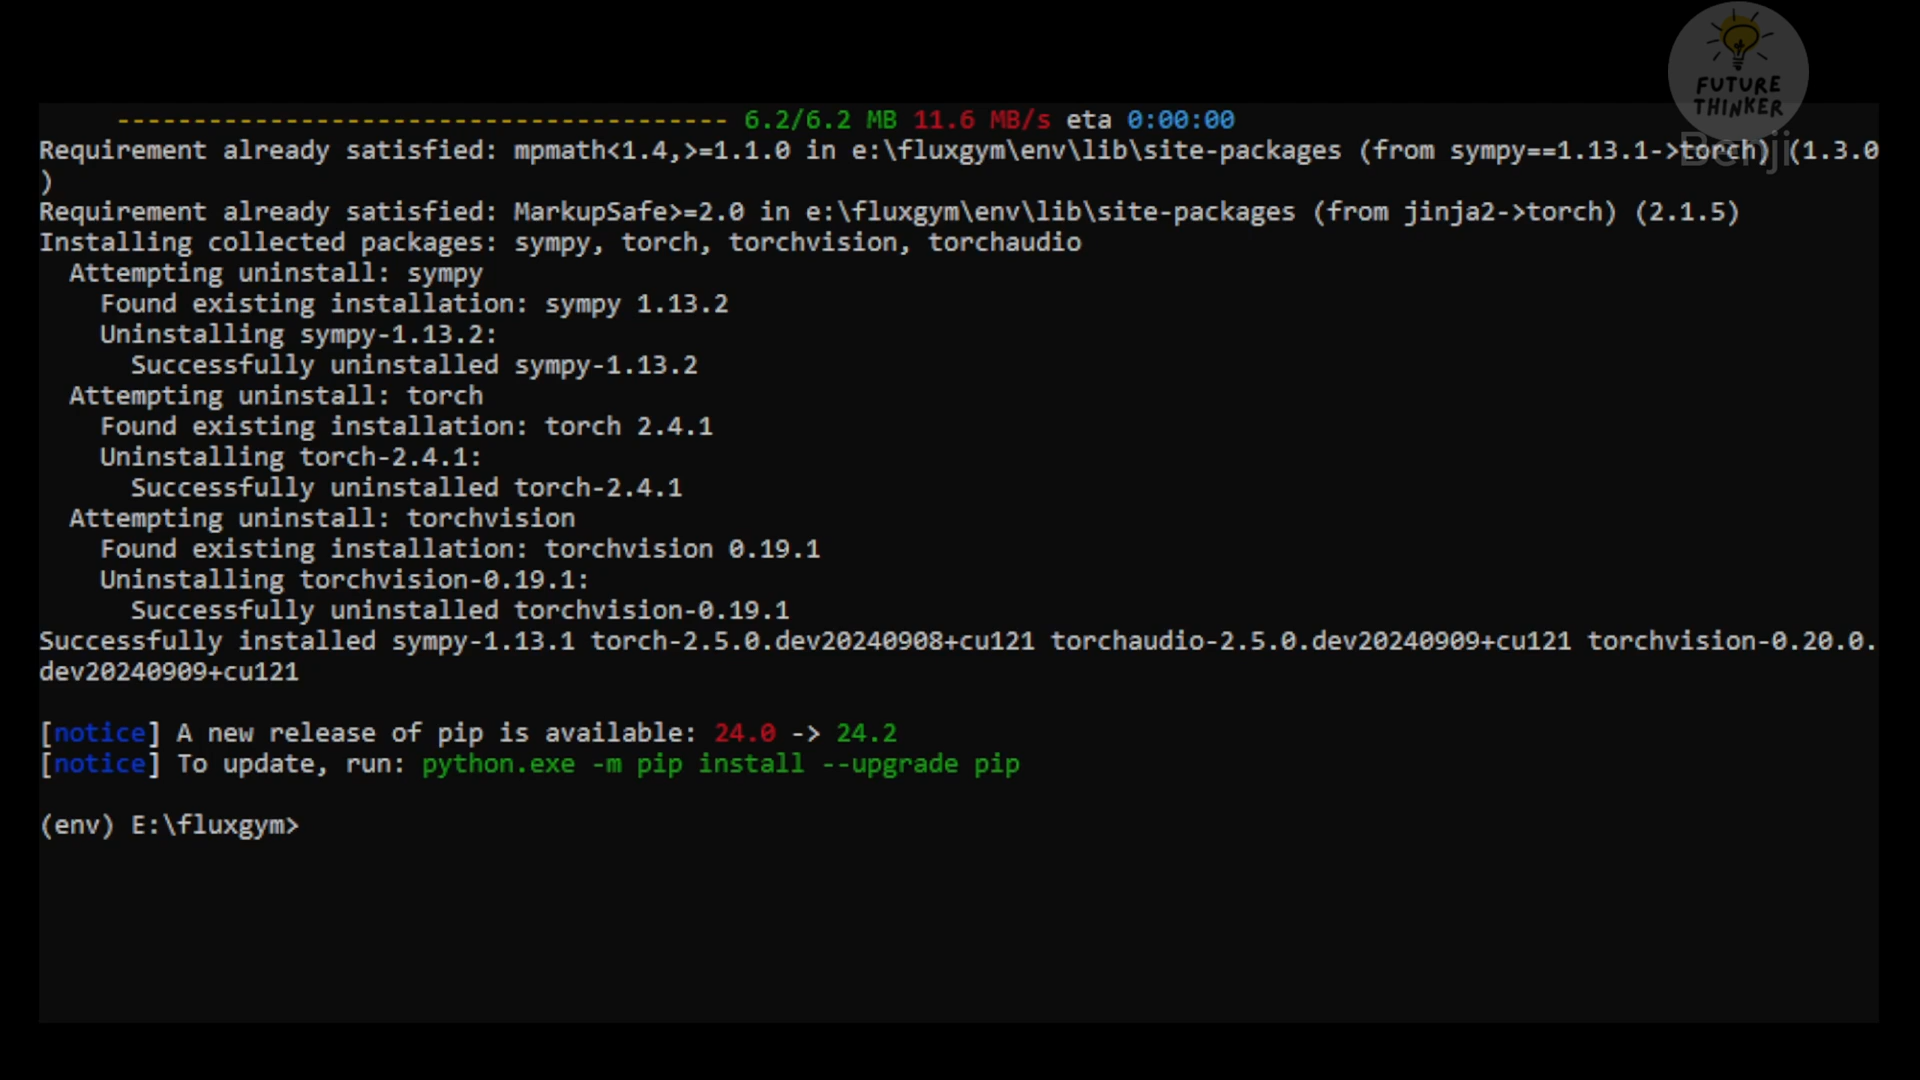 FUTURE
THINKER
Benji
---------------------------------------- 6.2/6.2 MB 11.6 MB/s eta 0:00:00
Requirement already satisfied: mpmath<1.4,>=1.1.0 in e:\fluxgym\env\lib\site-packages (from sympy==1.13.1->torch) (1.3.0
)
Requirement already satisfied: MarkupSafe>=2.0 in e:\fluxgym\env\lib\site-packages (from jinja2->torch) (2.1.5)
Installing collected packages: sympy, torch, torchvision, torchaudio
  Attempting uninstall: sympy
    Found existing installation: sympy 1.13.2
    Uninstalling sympy-1.13.2:
      Successfully uninstalled sympy-1.13.2
  Attempting uninstall: torch
    Found existing installation: torch 2.4.1
    Uninstalling torch-2.4.1:
      Successfully uninstalled torch-2.4.1
  Attempting uninstall: torchvision
    Found existing installation: torchvision 0.19.1
    Uninstalling torchvision-0.19.1:
      Successfully uninstalled torchvision-0.19.1
Successfully installed sympy-1.13.1 torch-2.5.0.dev20240908+cu121 torchaudio-2.5.0.dev20240909+cu121 torchvision-0.20.0.
dev20240909+cu121
[notice] A new release of pip is available: 24.0 -> 24.2
[notice] To update, run: python.exe -m pip install --upgrade pip
(env) E:\fluxgym>